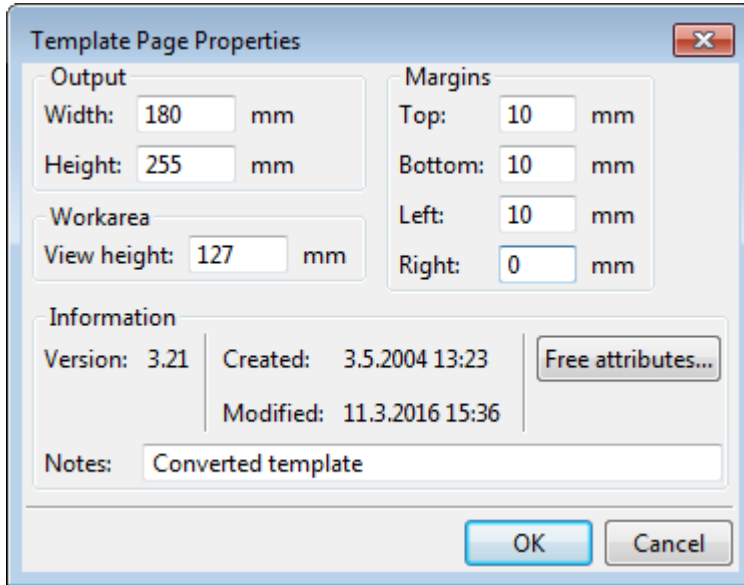 Template Page Properties
Output
Width: 180 mm
Height: 255 mm
Workarea
View height: 127 mm
Margins
Top: 10 mm
Bottom: 10 mm
Left: 10 mm
Right: 0 mm
Information
Version: 3.21
Created: 3.5.2004 13:23
Modified: 11.3.2016 15:36
Free attributes...
Notes: Converted template
OK
Cancel